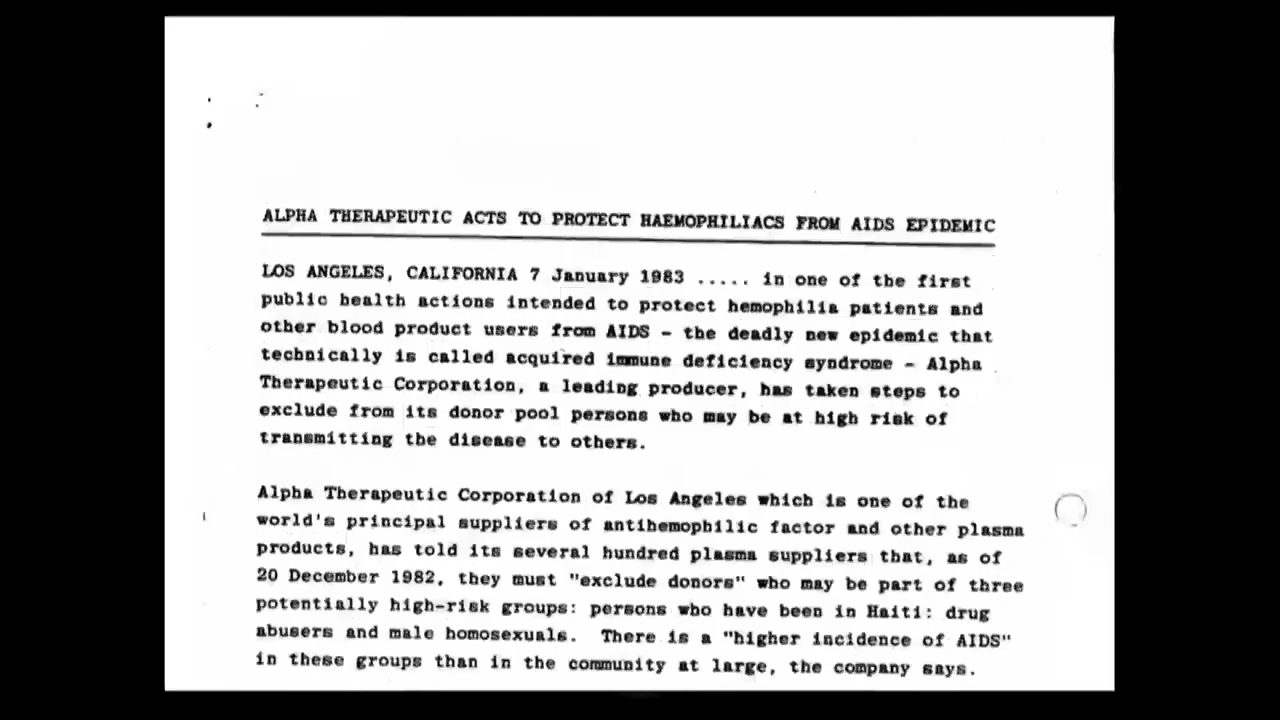 ALPHA THERAPEUTIC ACTS TO PROTECT HAEMOPHILIACS FROM AIDS EPIDEMIC
LOS ANGELES, CALIFORNIA 7 January 1983 ..... in one of the first
public health actions intended to protect hemophilia patients and
other blood product users from AIDS - the deadly new epidemic that
technically is called acquired immune deficiency syndrome - Alpha
Therapeutic Corporation, a leading producer, has taken steps to
exclude from its donor pool persons who may be at high risk of
transmitting the disease to others.
Alpha Therapeutic Corporation of Los Angeles which is one of the
world's principal suppliers of antihemophilic factor and other plasma
products, has told its several hundred plasma suppliers that, as of
20 December 1982, they must "exclude donors" who may be part of three
potentially high-risk groups: persons who have been in Haiti: drug
abusers and male homosexuals. There is a "higher incidence of AIDS"
in these groups than in the community at large, the company says.